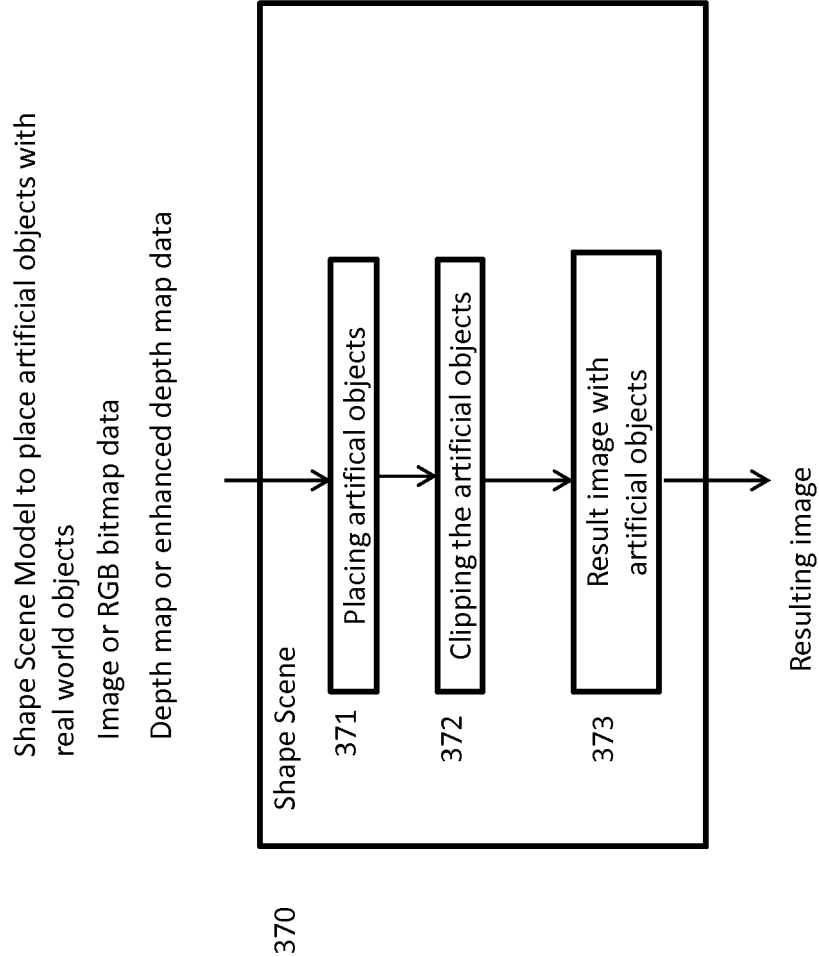 Shape Scene Model to place artificial objects with
real world objects
Image or RGB bitmap data
Depth map or enhanced depth map data
370
Shape Scene
371
Placing artifical objects
372
Clipping the artificial objects
373
Result image with
artificial objects
Resulting image